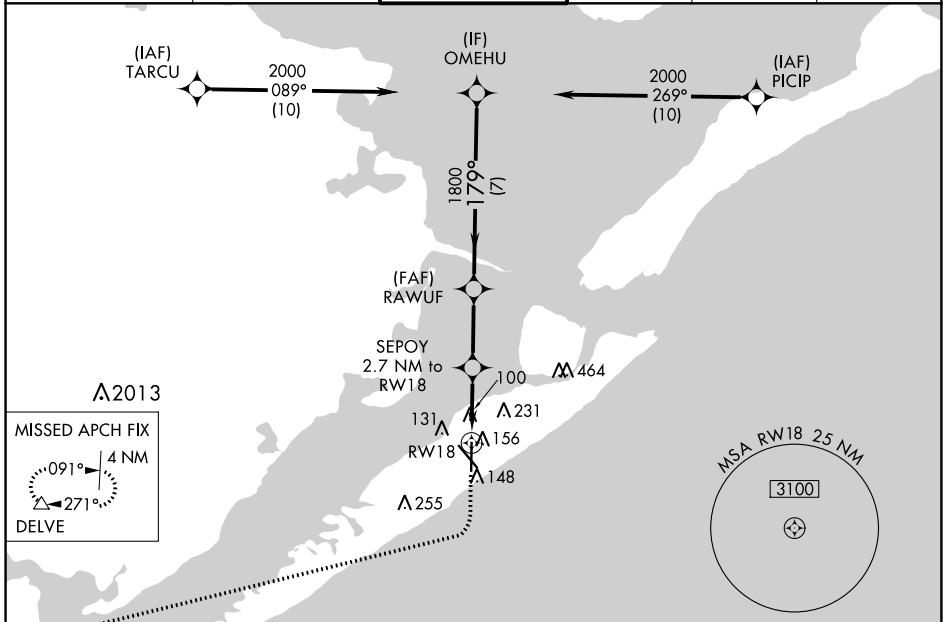 (IAF)
TARCU
2000
089°
(10)
(IF)
OMEHU
2000
269°
(10)
(IAF)
PICIP
1800
179°
(7)
(FAF)
RAWUF
SEPOY
2.7 NM to
RW18
100
464
231
131
156
RW18
148
255
2013
MISSED APCH FIX
091°
4 NM
271°
DELVE
MSA RW18 25 NM
3100